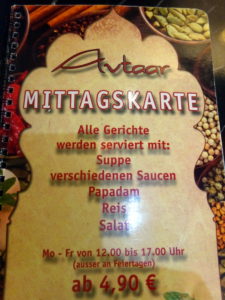 Avtaar
MITTAGSKARTE
Alle Gerichte
werden serviert mit:
Suppe
verschiedenen Saucen
Papadam
Reis
Salat
Mo - Fr von 12.00 bis 17.00 Uhr
(ausser an Feiertagen)
ab 4,90 €